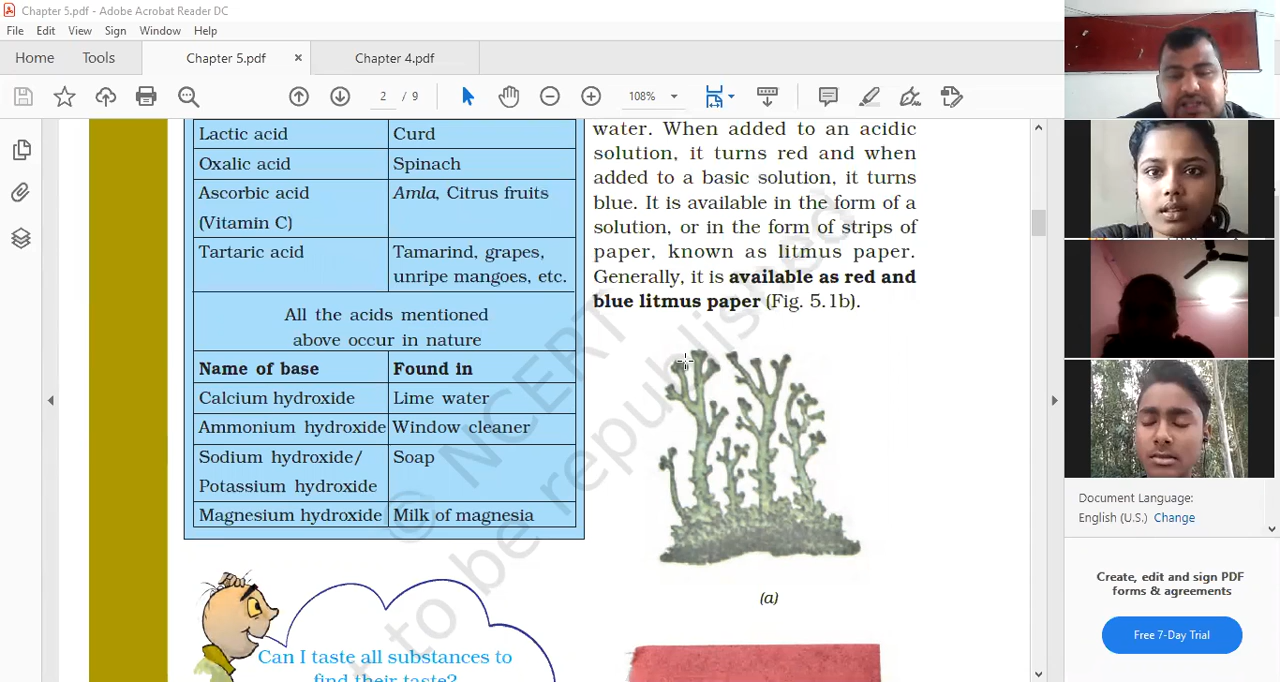 Chapter 5.pdf - Adobe Acrobat Reader DC
File Edit View Sign Window Help
Home Tools Chapter 5.pdf × Chapter 4.pdf
2 / 9 108%
Lactic acid Curd
Oxalic acid Spinach
Ascorbic acid Amla, Citrus fruits
(Vitamin C)
Tartaric acid Tamarind, grapes,
unripe mangoes, etc.
All the acids mentioned
above occur in nature
Name of base Found in
Calcium hydroxide Lime water
Ammonium hydroxide Window cleaner
Sodium hydroxide/ Soap
Potassium hydroxide
Magnesium hydroxide Milk of magnesia
Can I taste all substances to
find their taste?
water. When added to an acidic
solution, it turns red and when
added to a basic solution, it turns
blue. It is available in the form of a
solution, or in the form of strips of
paper, known as litmus paper.
Generally, it is available as red and
blue litmus paper (Fig. 5.1b).
(a)
© NCERT
t to be republished
Document Language:
English (U.S.) Change
Create, edit and sign PDF
forms & agreements
Free 7-Day Trial